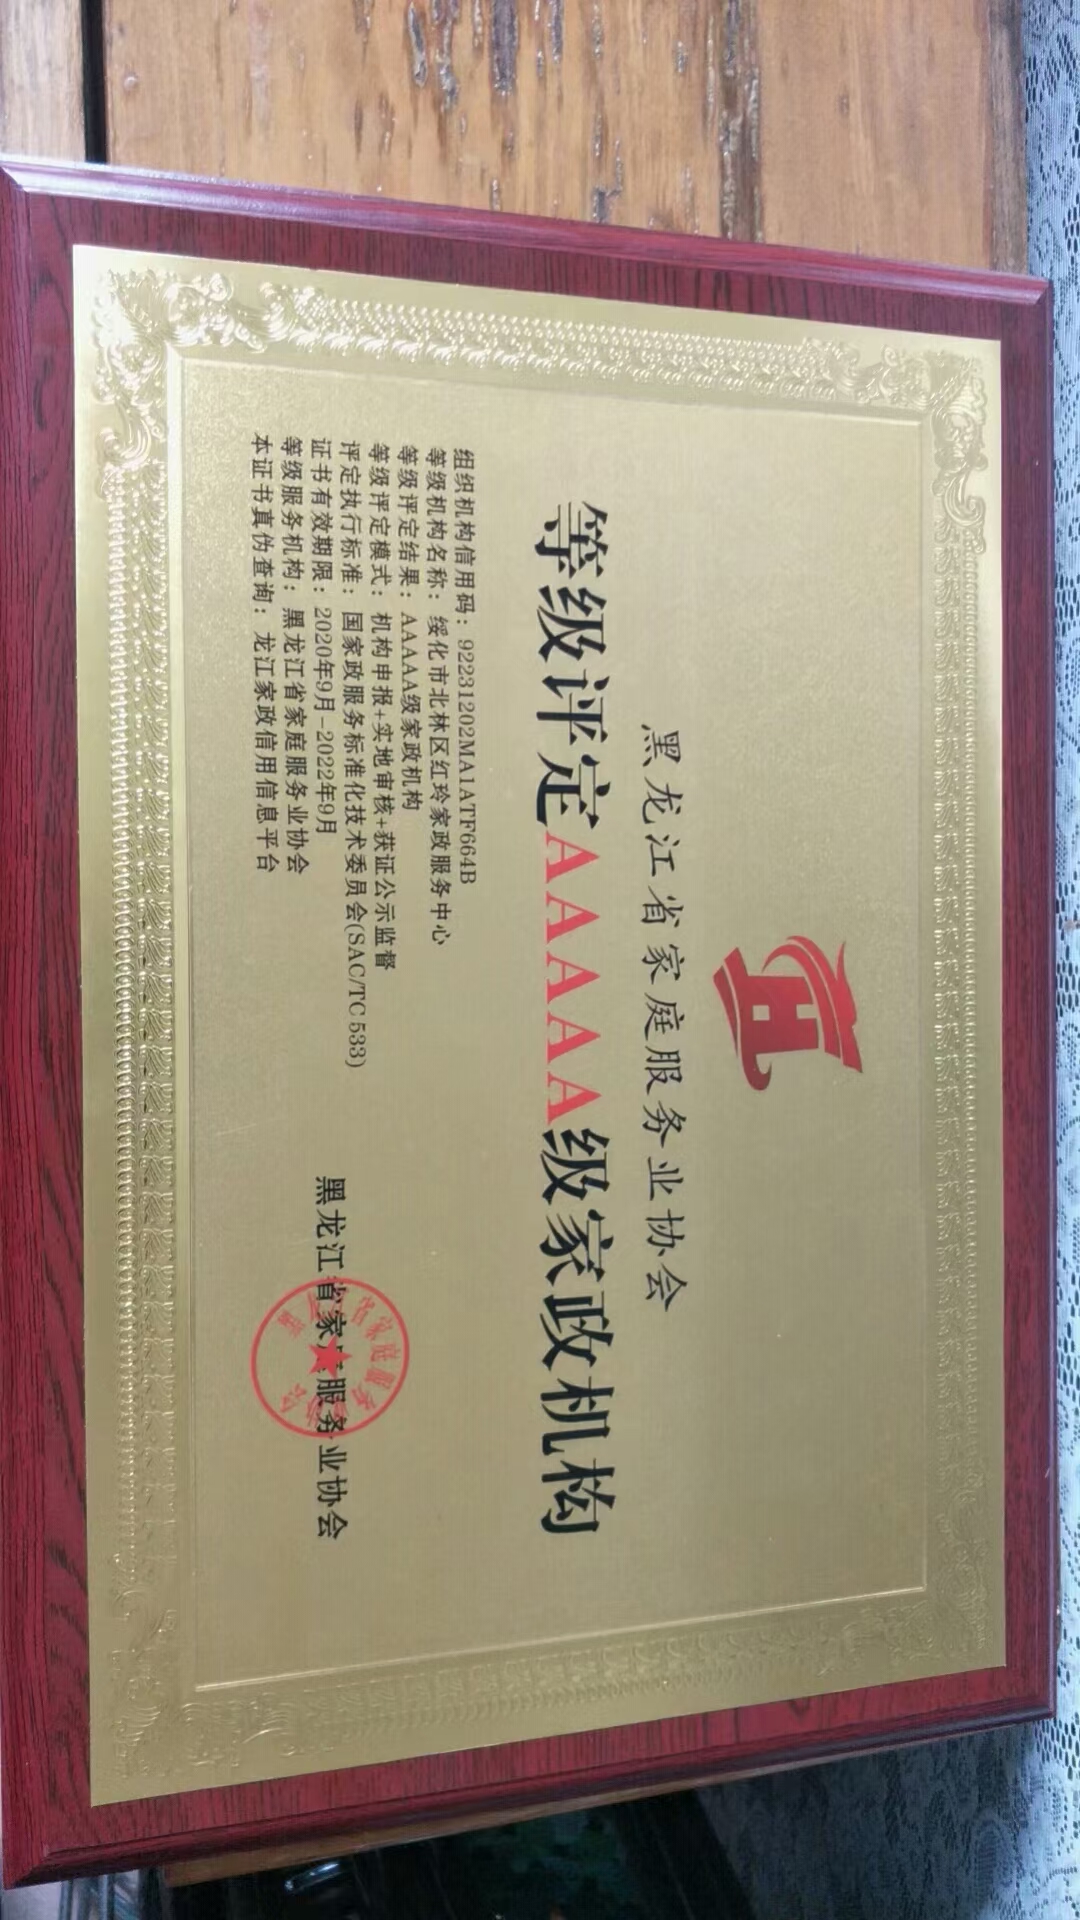 黑龙江省家庭服务业协会
等级评定AAAAA级家政机构
组织机构信用码：92231202MA1ATF664B
等级机构名称：绥化市北林区红玲家政服务中心
等级评定结果：AAAA级家政机构
等级评定模式：机构申报+实地审核+获证公示监督
评定执行标准：国家政服务标准化技术委员会(SAC/TC 533)
证书有效期限：2020年9月-2022年9月
等级服务机构：黑龙江省家庭服务业协会
本证书真伪查询：龙江家政信用信息平台
黑龙江省家庭服务业协会